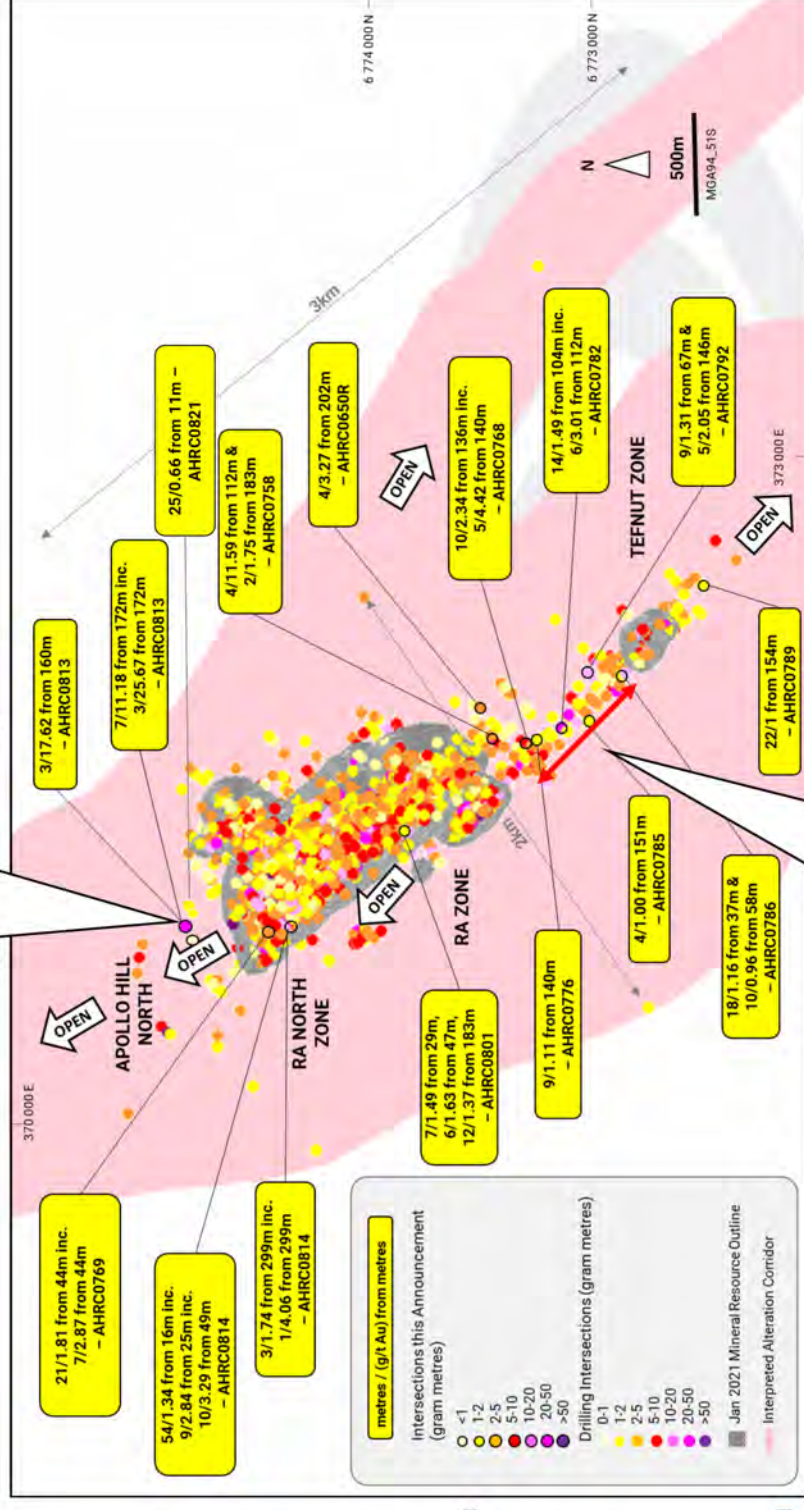 370 000 E
6 774 000 N
6 773 000 N
373 000 E
3km
2km
N
500m
MGA94_51S
APOLLO HILL
NORTH
RA NORTH
ZONE
RA ZONE
TEFNUT ZONE
OPEN
OPEN
OPEN
OPEN
OPEN
3/17.62 from 160m
– AHRC0813
7/11.18 from 172m inc.
3/25.67 from 172m
– AHRC0813
25/0.66 from 11m –
AHRC0821
4/11.59 from 112m &
2/1.75 from 183m
– AHRC0758
4/3.27 from 202m
– AHRC0650R
10/2.34 from 136m inc.
5/4.42 from 140m
– AHRC0768
14/1.49 from 104m inc.
6/3.01 from 112m
– AHRC0782
9/1.31 from 67m &
5/2.05 from 146m
– AHRC0792
21/1.81 from 44m inc.
7/2.87 from 44m
– AHRC0769
54/1.34 from 16m inc.
9/2.84 from 25m inc.
10/3.29 from 49m
– AHRC0814
3/1.74 from 299m inc.
1/4.06 from 299m
– AHRC0814
7/1.49 from 29m,
6/1.63 from 47m,
12/1.37 from 183m
– AHRC0801
9/1.11 from 140m
– AHRC0776
4/1.00 from 151m
– AHRC0785
18/1.16 from 37m &
10/0.96 from 58m
– AHRC0786
22/1 from 154m
– AHRC0789
metres / (g/t Au) from metres
Intersections this Announcement
(gram metres)
<1
1-2
2-5
5-10
10-20
20-50
>50
Drilling Intersections (gram metres)
0-1
1-2
2-5
5-10
10-20
20-50
>50
Jan 2021 Mineral Resource Outline
Interpreted Alteration Corridor